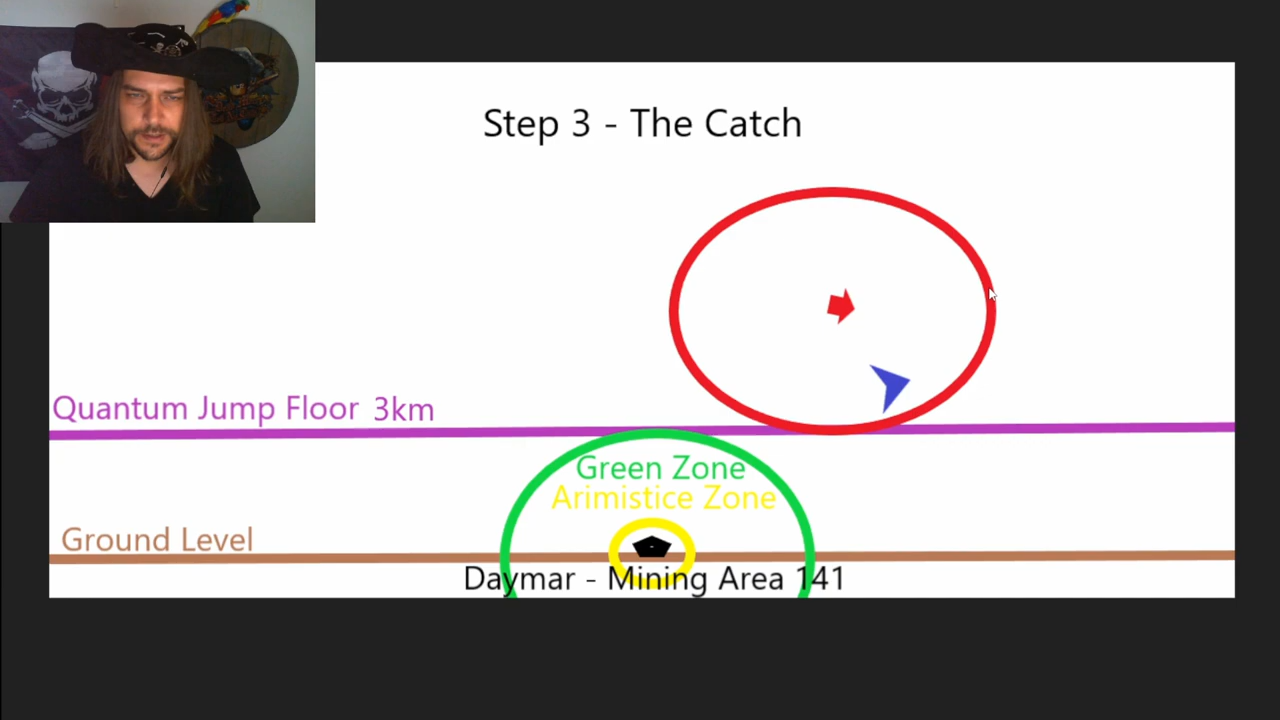 Step 3 - The Catch
Quantum Jump Floor 3km
Green Zone
Arimistice Zone
Ground Level
Daymar - Mining Area 141